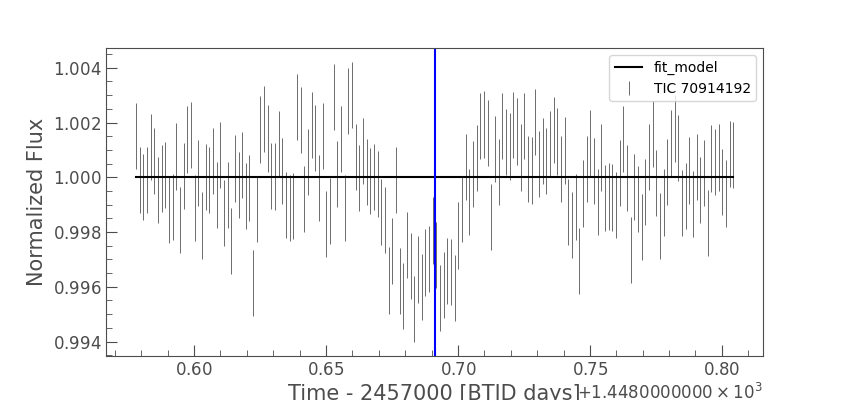 1.004
1.002
1.000
0.998
0.996
0.994
Normalized Flux
fit_model
TIC 70914192
0.60 0.65 0.70 0.75 0.80
Time - 2457000 [BTJD days]
+1.4480000000 × 10³